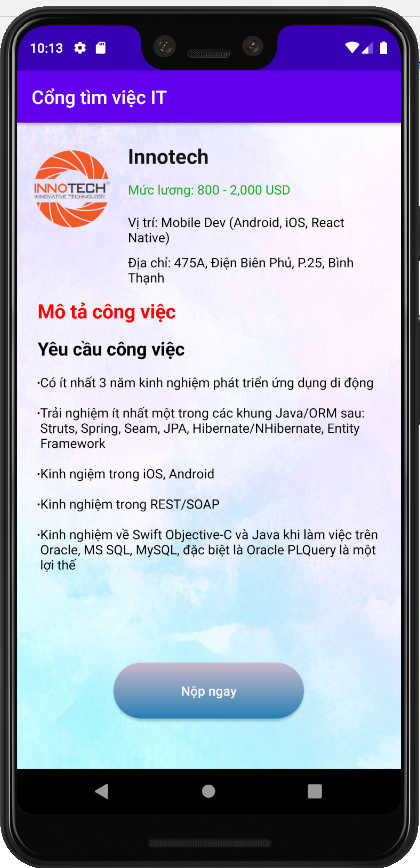 10:13
Cổng tìm việc IT
INNOTECH
INNOVATIVE TECHNOLOGY
Innotech
Mức lương: 800 - 2,000 USD
Vị trí: Mobile Dev (Android, iOS, React
Native)
Địa chỉ: 475A, Điện Biên Phủ, P.25, Bình
Thạnh
Mô tả công việc
Yêu cầu công việc
·Có ít nhất 3 năm kinh nghiệm phát triển ứng dụng di động
·Trải nghiệm ít nhất một trong các khung Java/ORM sau:
Struts, Spring, Seam, JPA, Hibernate/NHibernate, Entity
Framework
·Kinh ngiệm trong iOS, Android
·Kinh nghiệm trong REST/SOAP
·Kinh nghiệm về Swift Objective-C và Java khi làm việc trên
Oracle, MS SQL, MySQL, đặc biệt là Oracle PLQuery là một
lợi thế
Nộp ngay